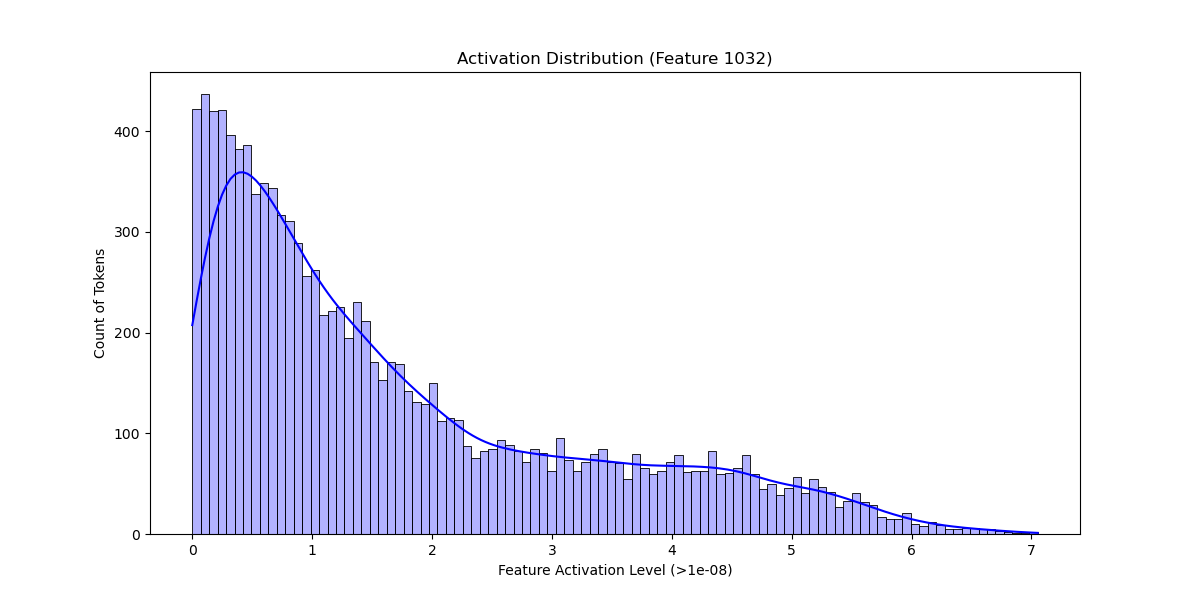 Activation Distribution (Feature 1032)
Count of Tokens
400
300
200
100
0
0 1 2 3 4 5 6 7
Feature Activation Level (>1e-08)